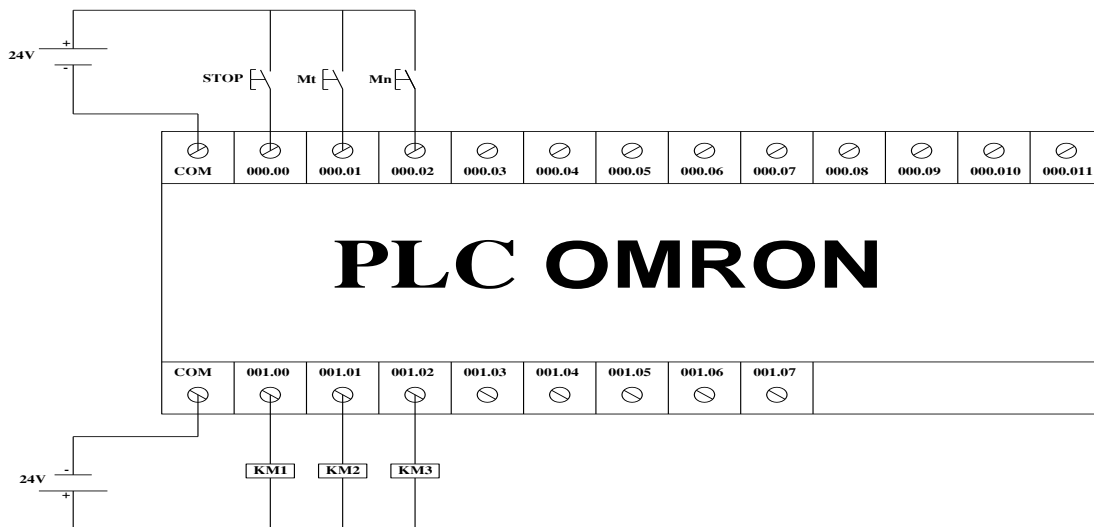 +
24V
-
STOP Mt Mn
COM 000.00 000.01 000.02 000.03 000.04 000.05 000.06 000.07 000.08 000.09 000.010 000.011
PLC OMRON
COM 001.00 001.01 001.02 001.03 001.04 001.05 001.06 001.07
-
24V
+
KM1 KM2 KM3